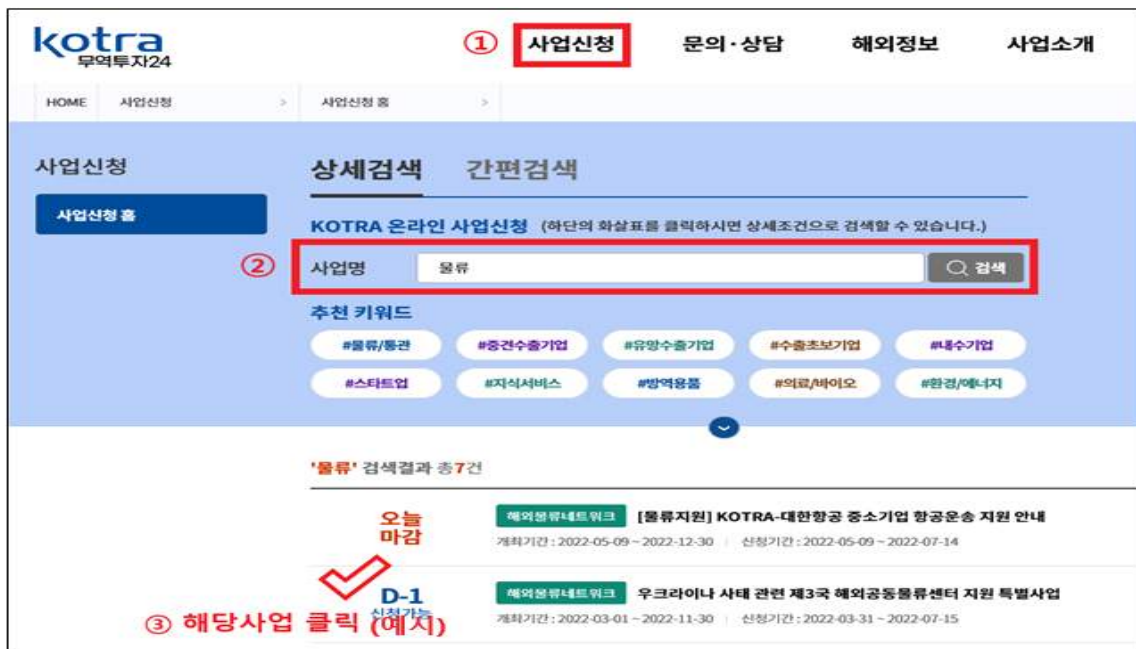 kotra
무역투자24
① 사업신청 문의·상담 해외정보 사업소개
HOME 사업신청 > 사업신청 홈 >
사업신청
사업신청 홈
상세검색 간편검색
KOTRA 온라인 사업신청 (하단의 화살표를 클릭하시면 상세조건으로 검색할 수 있습니다.)
② 사업명 물류 검색
추천 키워드
#물류/통관 #중견수출기업 #유망수출기업 #수출초보기업 #내수기업
#스타트업 #지식서비스 #방역용품 #의료/바이오 #환경/에너지
'물류' 검색결과 총7건
오늘
마감
해외물류네트워크 [물류지원] KOTRA-대한항공 중소기업 항공운송 지원 안내
개최기간 : 2022-05-09 ~ 2022-12-30 | 신청기간 : 2022-05-09 ~ 2022-07-14
D-1
신청가능
해외물류네트워크 우크라이나 사태 관련 제3국 해외공동물류센터 지원 특별사업
개최기간 : 2022-03-01 ~ 2022-11-30 | 신청기간 : 2022-03-31 ~ 2022-07-15
③ 해당사업 클릭 (예시)